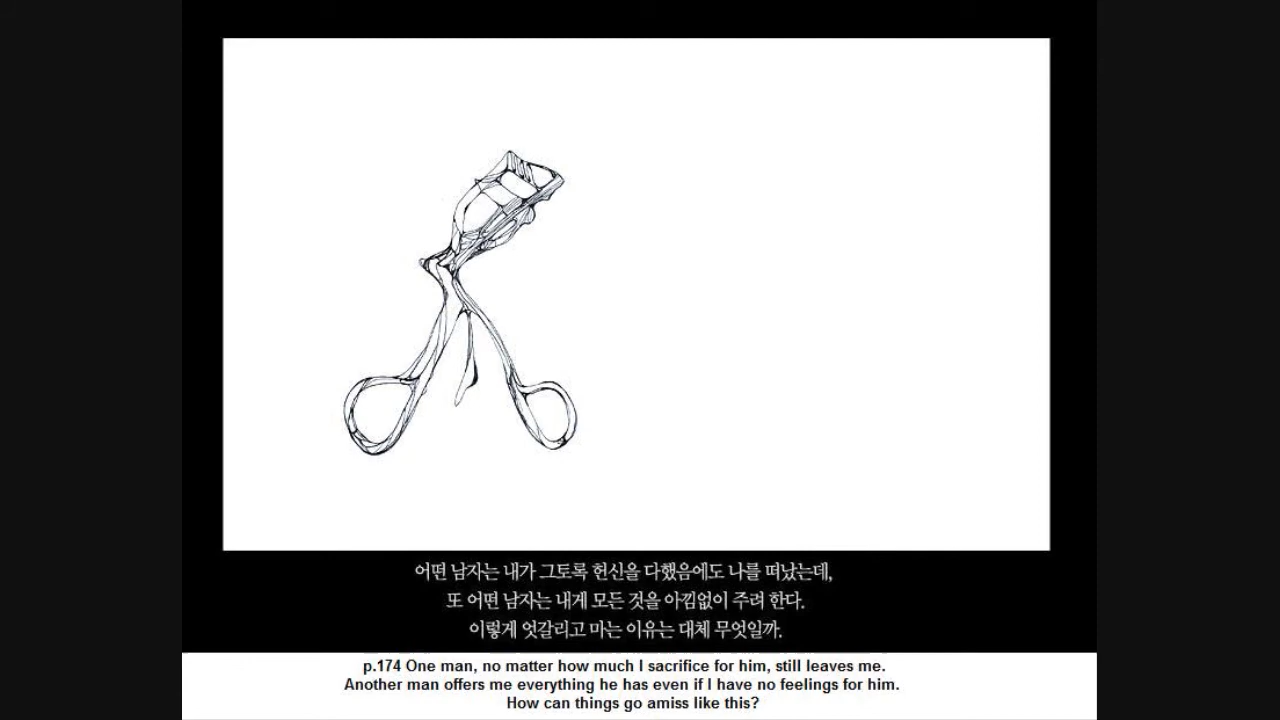 어떤 남자는 내가 그토록 헌신을 다했음에도 나를 떠났는데,
또 어떤 남자는 내게 모든 것을 아낌없이 주려 한다.
이렇게 엇갈리고 마는 이유는 대체 무엇일까.
p.174 One man, no matter how much I sacrifice for him, still leaves me.
Another man offers me everything he has even if I have no feelings for him.
How can things go amiss like this?